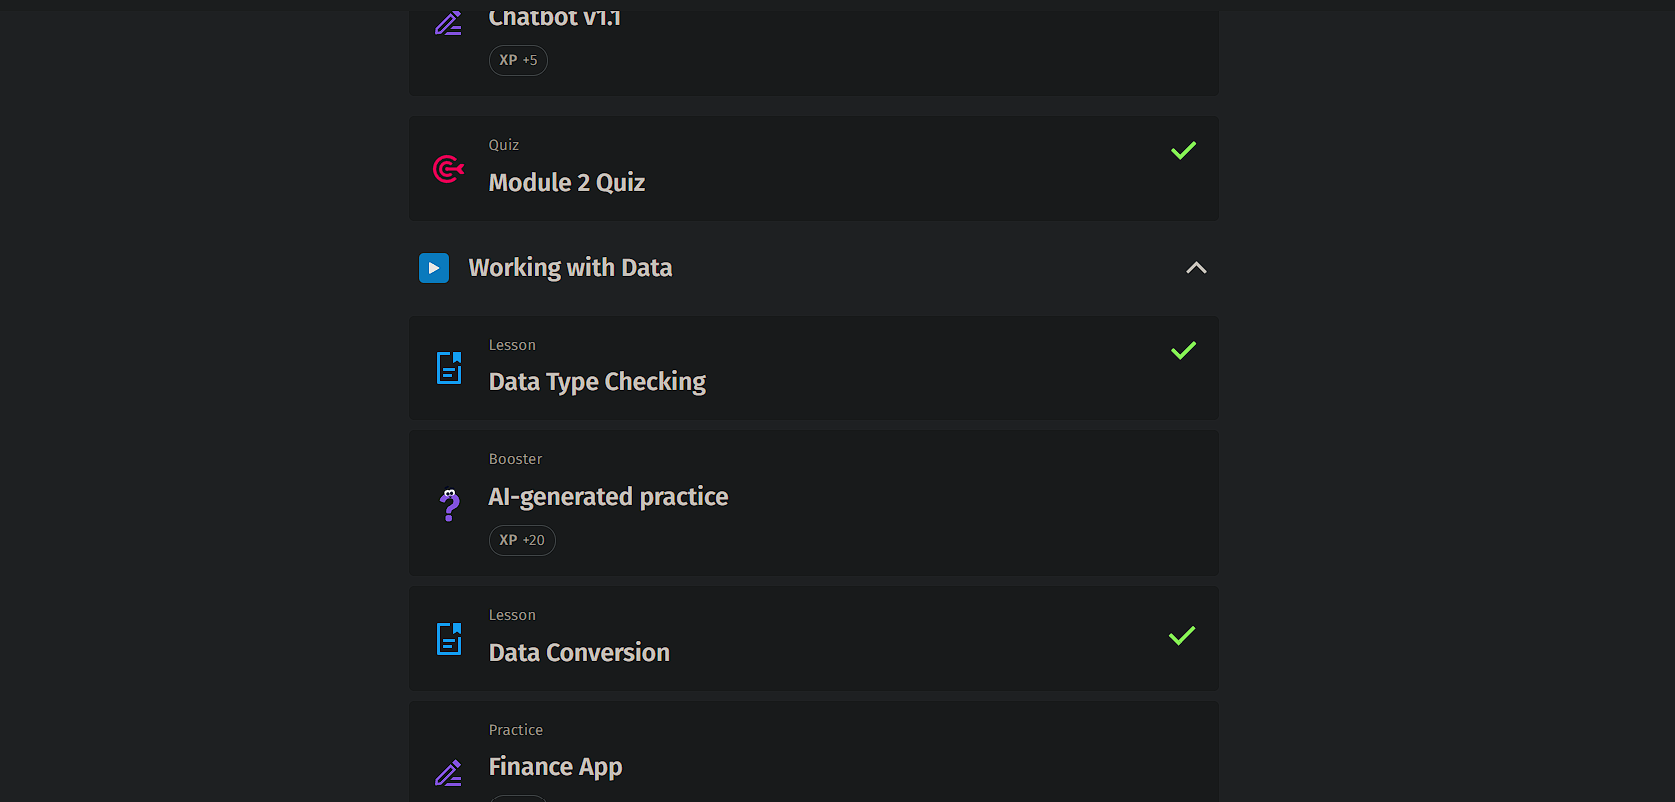 Chatbot v1.1
XP +5
Quiz
Module 2 Quiz
Working with Data
Lesson
Data Type Checking
Booster
AI-generated practice
XP +20
Lesson
Data Conversion
Practice
Finance App